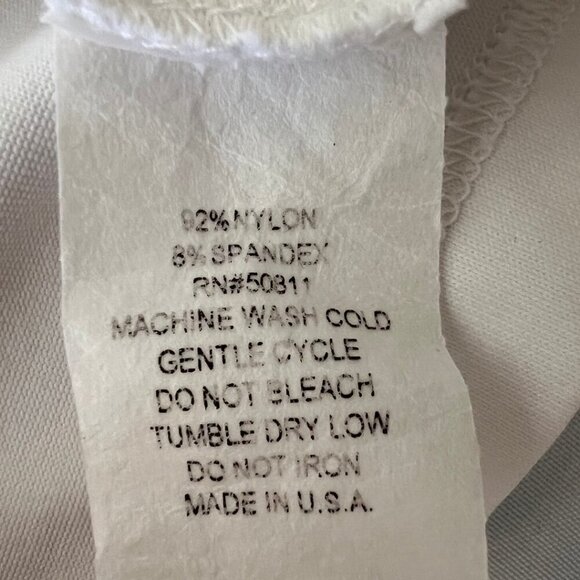 92% NYLON
8% SPANDEX
RN#50811
MACHINE WASH COLD
GENTLE CYCLE
DO NOT BLEACH
TUMBLE DRY LOW
DO NOT IRON
MADE IN U.S.A.